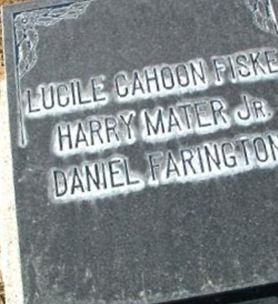 LUCILE CAHOON FISKE
HARRY MATER Jr.
DANIEL FARINGTON